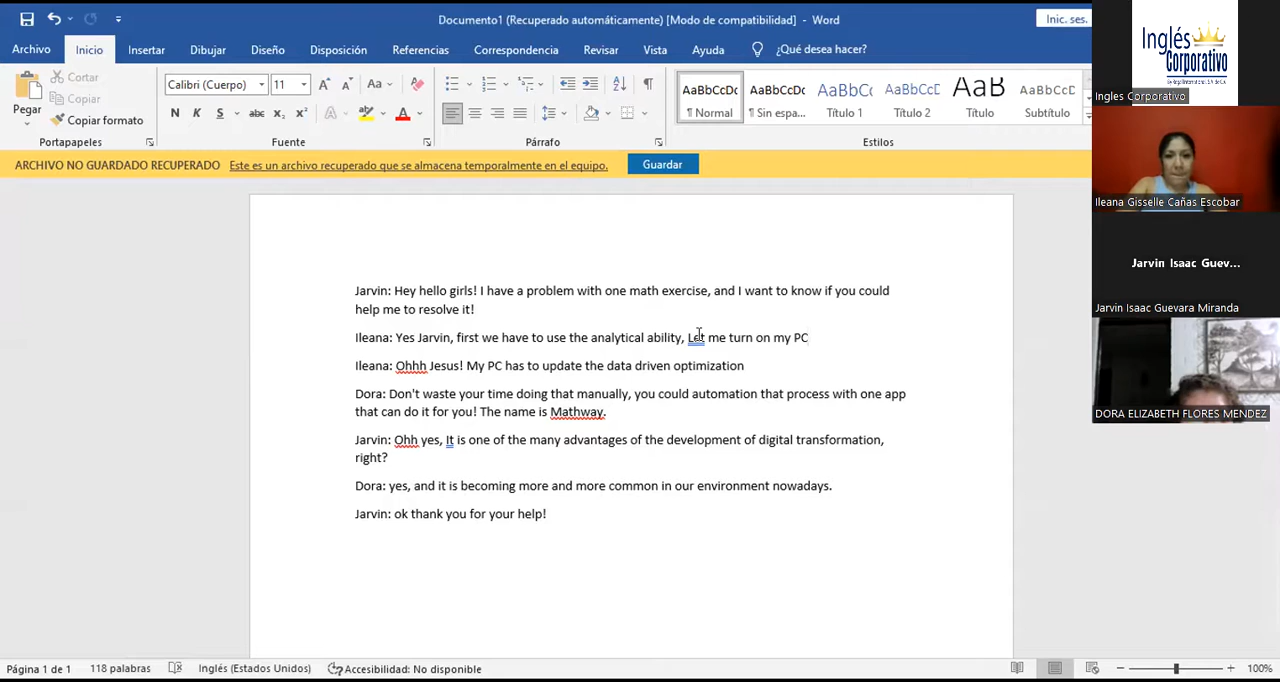 Documento1 (Recuperado automáticamente) [Modo de compatibilidad] - Word
Inic. ses.
Archivo Inicio Insertar Dibujar Diseño Disposición Referencias Correspondencia Revisar Vista Ayuda ¿Qué desea hacer?
Pegar
Cortar
Copiar
Copiar formato
Portapapeles
Calibri (Cuerpo) 11
Aa
N K S abc x₂ x² A A
Fuente
Párrafo
AaBbCcDc AaBbCcDc AaBbCc AaBbCcD AaB AaBbCcD
¶ Normal ¶ Sin espa... Título 1 Título 2 Título Subtítulo
Estilos
ARCHIVO NO GUARDADO RECUPERADO Este es un archivo recuperado que se almacena temporalmente en el equipo. Guardar
Jarvin: Hey hello girls! I have a problem with one math exercise, and I want to know if you could
help me to resolve it!
Ileana: Yes Jarvin, first we have to use the analytical ability, Let me turn on my PC
Ileana: Ohhh Jesus! My PC has to update the data driven optimization
Dora: Don't waste your time doing that manually, you could automation that process with one app
that can do it for you! The name is Mathway.
Jarvin: Ohh yes, It is one of the many advantages of the development of digital transformation,
right?
Dora: yes, and it is becoming more and more common in our environment nowadays.
Jarvin: ok thank you for your help!
Inglés
Corporativo
Ingles Corporativo
Ileana Gisselle Cañas Escobar
Jarvin Isaac Guev...
Jarvin Isaac Guevara Miranda
DORA ELIZABETH FLORES MENDEZ
Página 1 de 1 118 palabras Inglés (Estados Unidos) Accesibilidad: No disponible 100%